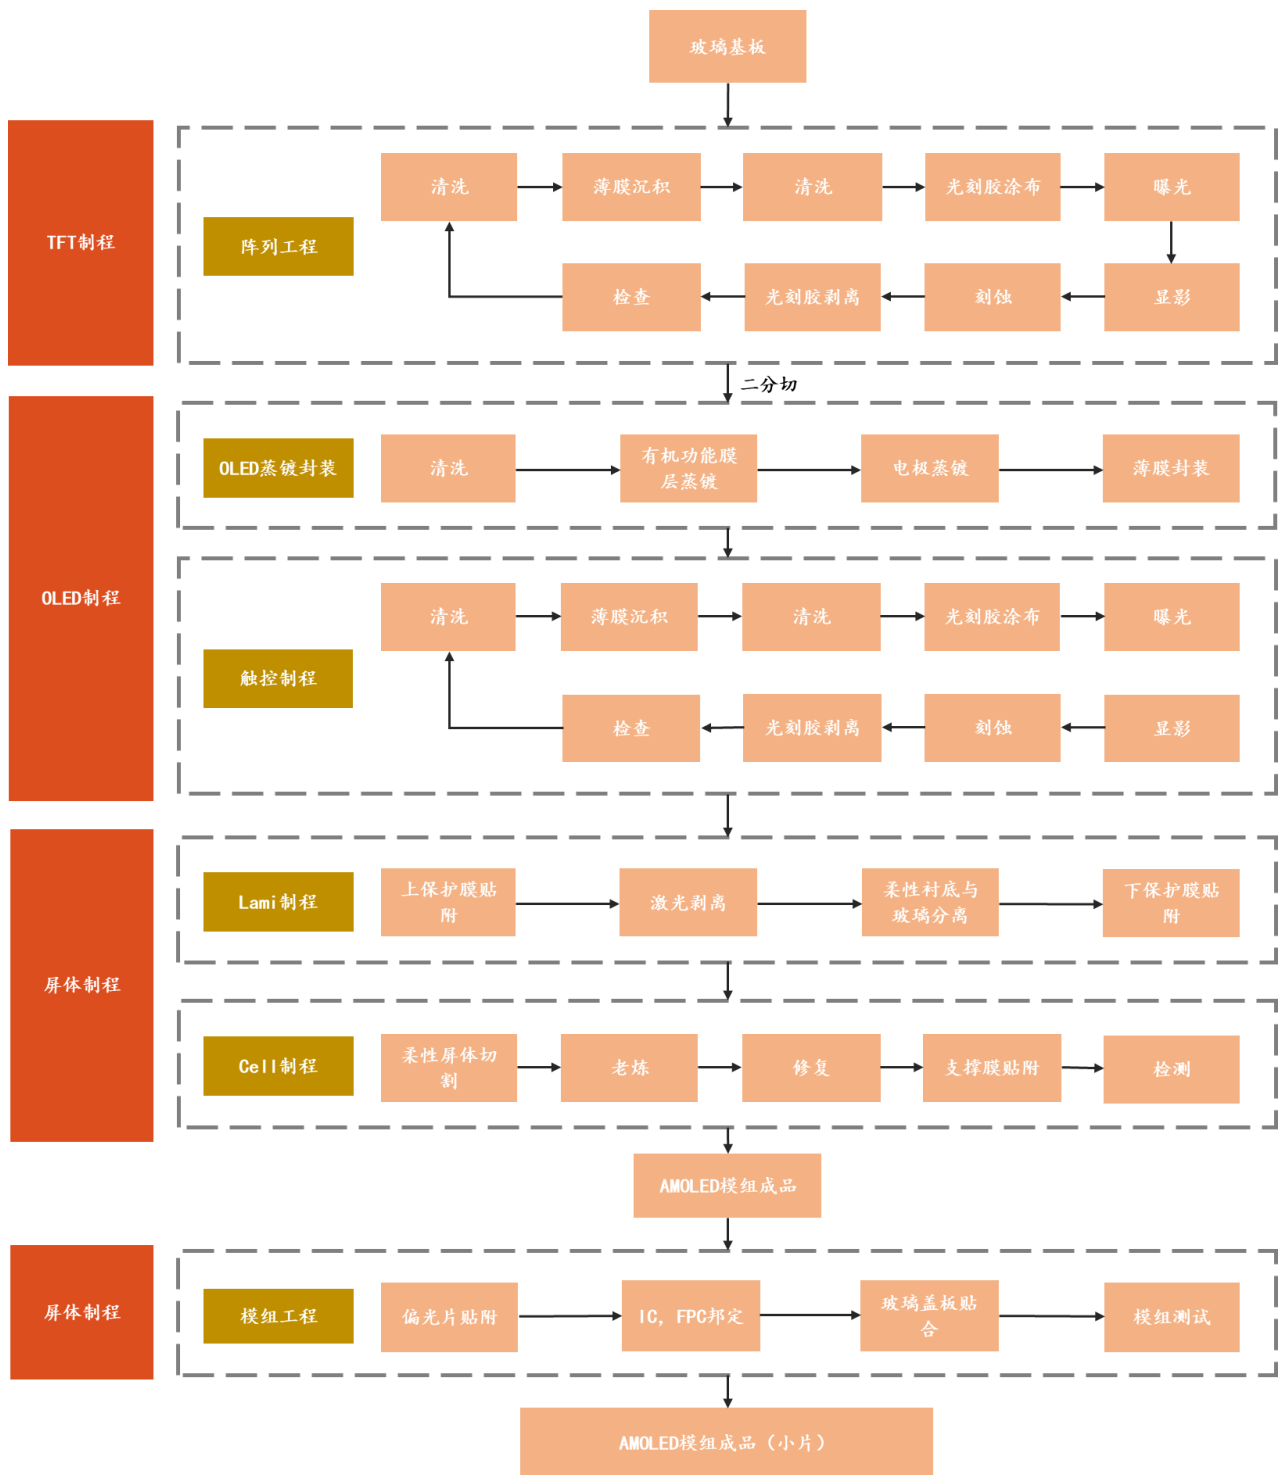 玻璃基板
TFT制程
阵列工程
清洗
薄膜沉积
清洗
光刻胶涂布
曝光
检查
光刻胶剥离
刻蚀
显影
二分切
OLED制程
OLED蒸镀封装
清洗
有机功能膜
层蒸镀
电极蒸镀
薄膜封装
触控制程
清洗
薄膜沉积
清洗
光刻胶涂布
曝光
检查
光刻胶剥离
刻蚀
显影
屏体制程
Lami制程
上保护膜贴
附
激光剥离
柔性衬底与
玻璃分离
下保护膜贴
附
Cell制程
柔性屏体切
割
老炼
修复
支撑膜贴附
检测
AMOLED模组成品
屏体制程
模组工程
偏光片贴附
IC, FPC邦定
玻璃盖板贴
合
模组测试
AMOLED模组成品（小片）